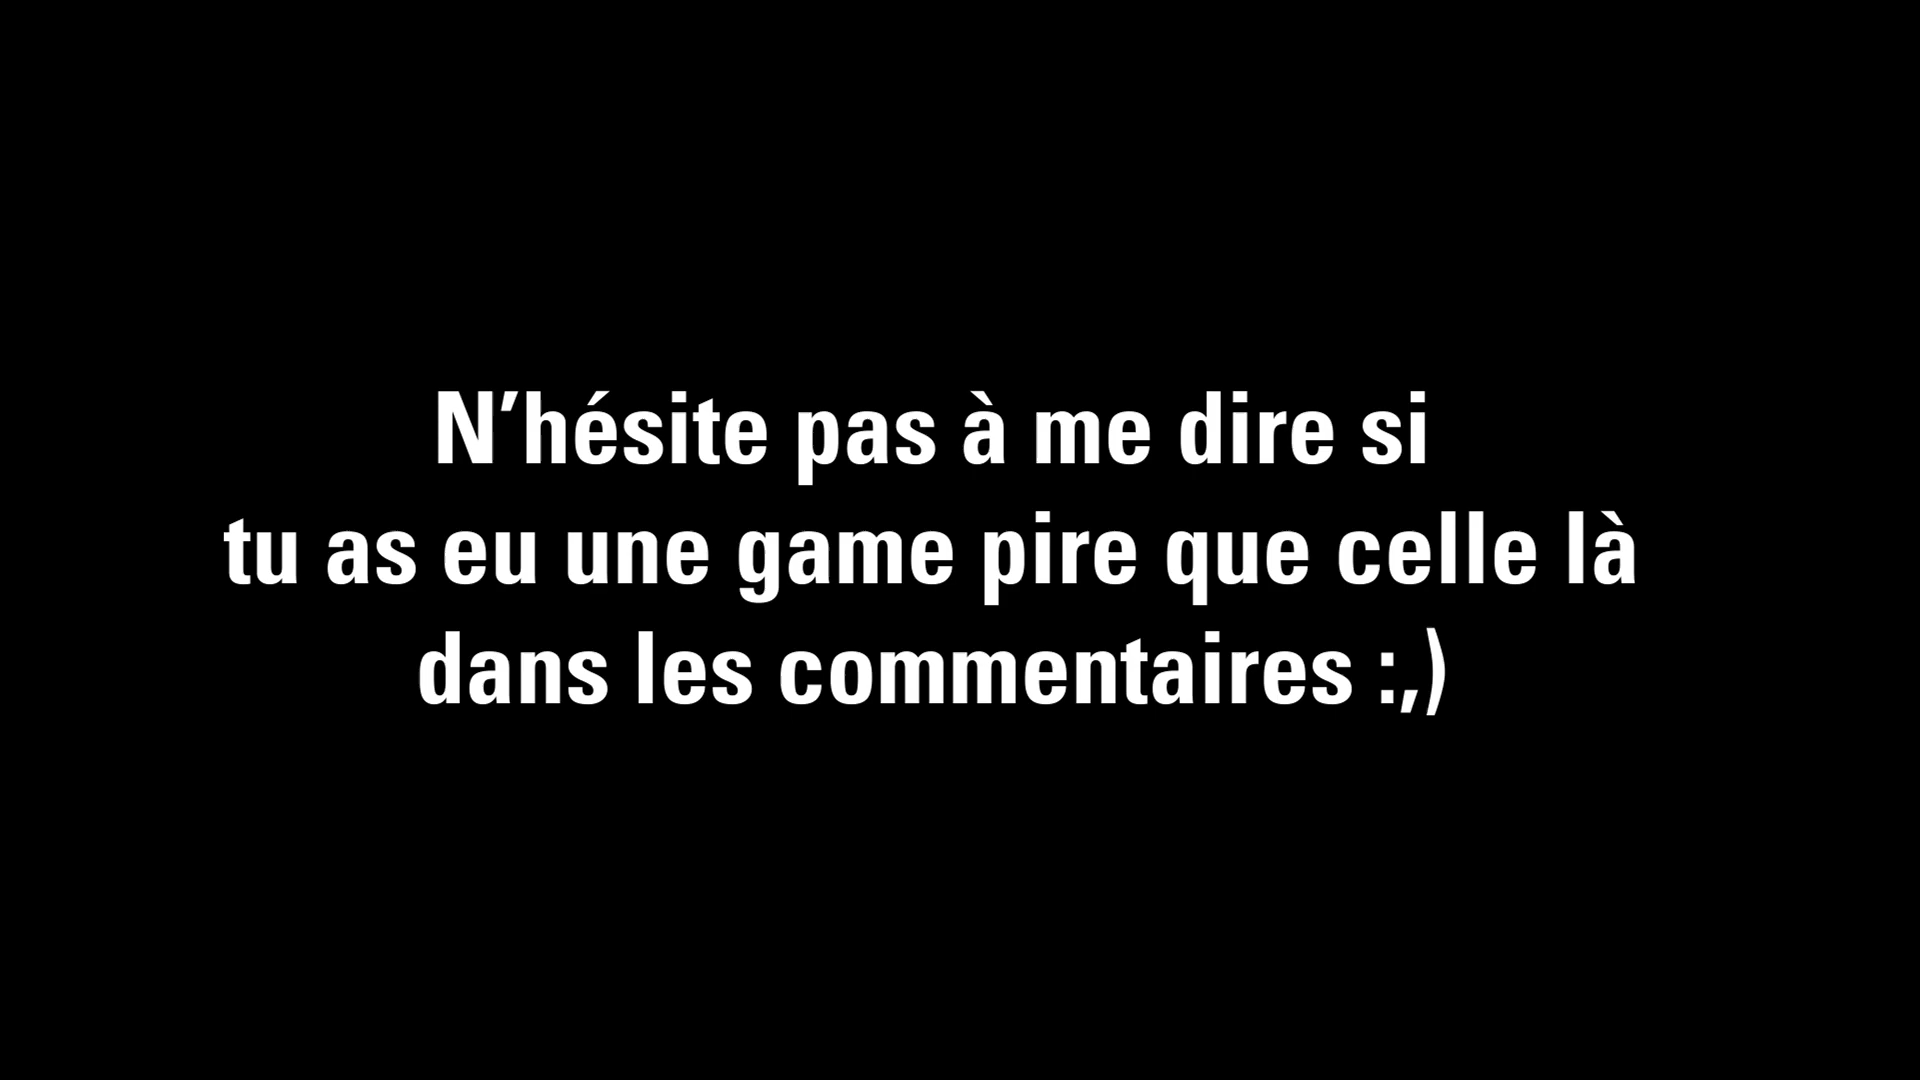 N’hésite pas à me dire si
tu as eu une game pire que celle là
dans les commentaires :,)